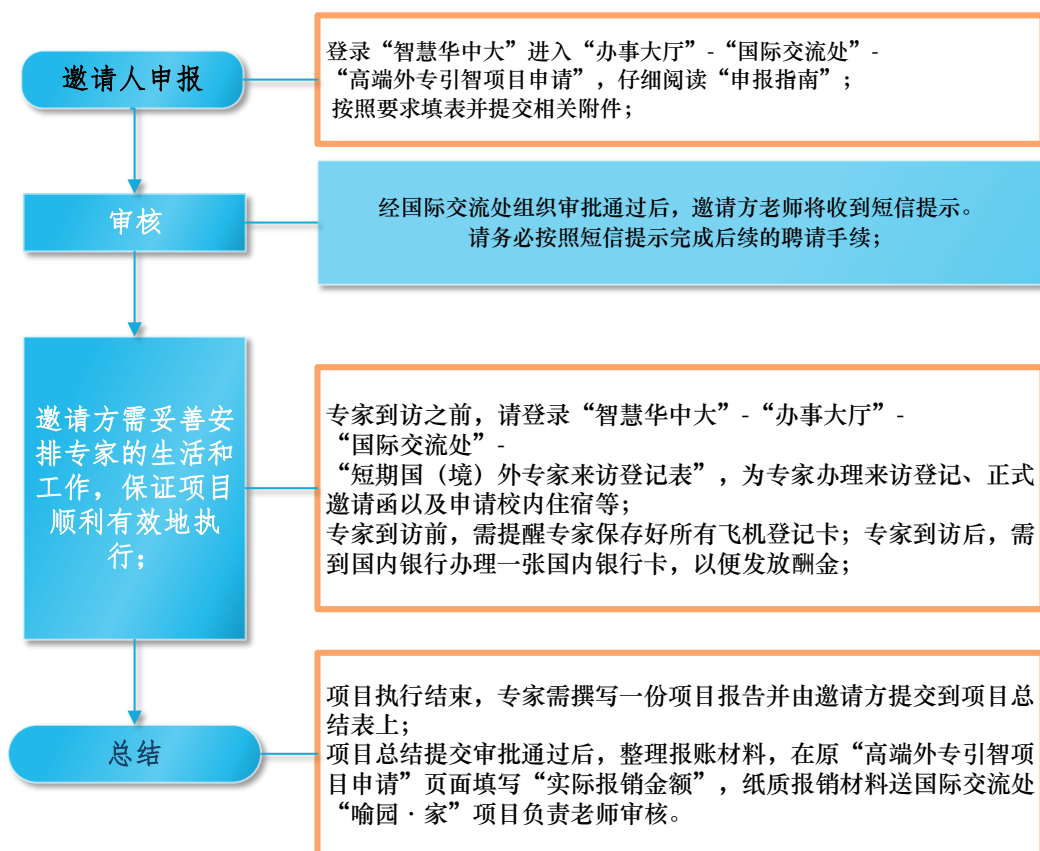 邀请人申报
登录“智慧华中大”进入“办事大厅”-“国际交流处”-
“高端外专引智项目申请”，仔细阅读“申报指南”；
按照要求填表并提交相关附件；
审核
经国际交流处组织审批通过后，邀请方老师将收到短信提示。
请务必按照短信提示完成后续的聘请手续；
邀请方需妥善安
排专家的生活和
工作，保证项目
顺利有效地执
行；
专家到访之前，请登录“智慧华中大”-“办事大厅”-
“国际交流处”-
“短期国（境）外专家来访登记表”，为专家办理来访登记、正式
邀请函以及申请校内住宿等；
专家到访前，需提醒专家保存好所有飞机登记卡；专家到访后，需
到国内银行办理一张国内银行卡，以便发放酬金；
总结
项目执行结束，专家需撰写一份项目报告并由邀请方提交到项目总
结表上；
项目总结提交审批通过后，整理报账材料，在原“高端外专引智项
目申请”页面填写“实际报销金额”，纸质报销材料送国际交流处
“喻园·家”项目负责老师审核。